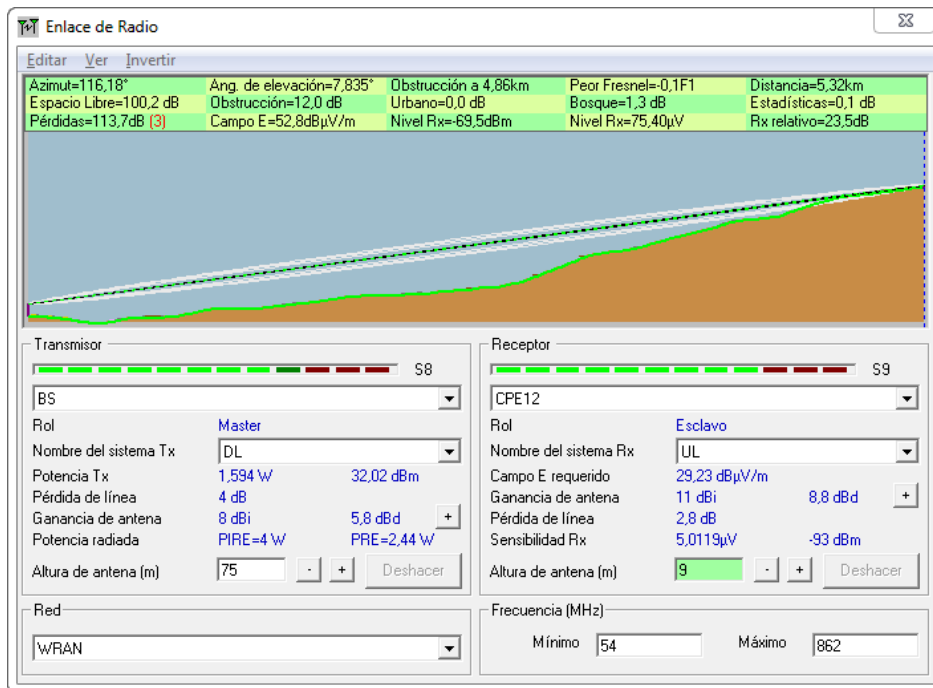 Enlace de Radio
Editar Ver Invertir
Azimut=116,18° Ang. de elevación=7,835° Obstrucción a 4,86km Peor Fresnel=-0,1F1 Distancia=5,32km
Espacio Libre=100,2 dB Obstrucción=12,0 dB Urbano=0,0 dB Bosque=1,3 dB Estadísticas=0,1 dB
Pérdidas=113,7dB (3) Campo E=52,8dBµV/m Nivel Rx=-69,5dBm Nivel Rx=75,40µV Rx relativo=23,5dB
Transmisor
S8
BS
Rol Master
Nombre del sistema Tx DL
Potencia Tx 1,594 W 32,02 dBm
Pérdida de línea 4 dB
Ganancia de antena 8 dBi 5,8 dBd +
Potencia radiada PIRE=4 W PRE=2,44 W
Altura de antena (m) 75 - + Deshacer
Red
WRAN
Receptor
S9
CPE12
Rol Esclavo
Nombre del sistema Rx UL
Campo E requerido 29,23 dBµV/m
Ganancia de antena 11 dBi 8,8 dBd +
Pérdida de línea 2,8 dB
Sensibilidad Rx 5,0119µV -93 dBm
Altura de antena (m) 9 - + Deshacer
Frecuencia (MHz)
Mínimo 54 Máximo 862